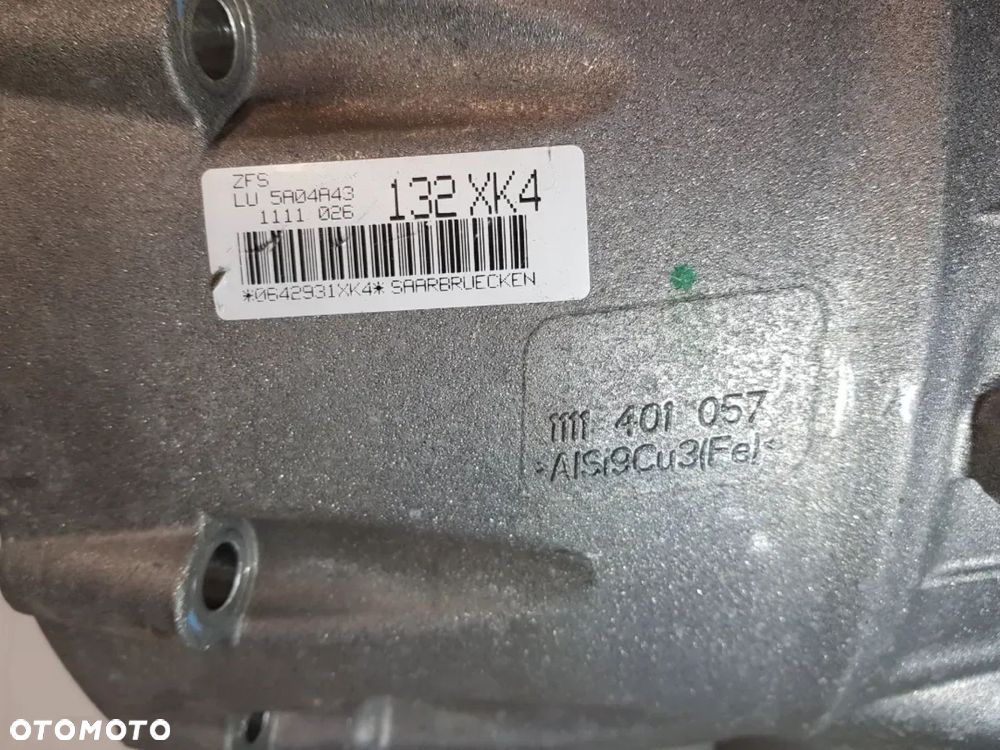 ZFS
LU 5A04A43
1111 026 132 XK4
*0642931XK4* SAARBRUECKEN
1111 401 057
>AlSi9Cu3(Fe)<
OTOMOTO